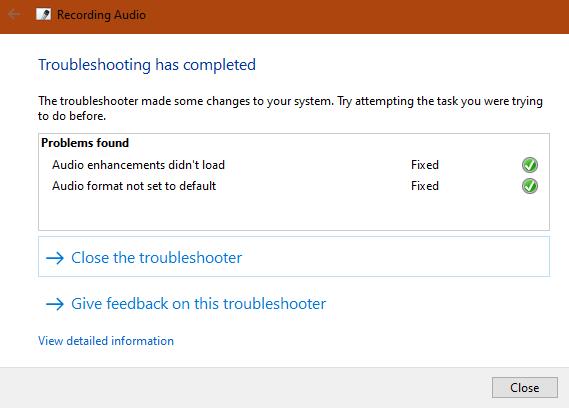 Recording Audio
Troubleshooting has completed
The troubleshooter made some changes to your system. Try attempting the task you were trying
to do before.
Problems found
Audio enhancements didn't load Fixed
Audio format not set to default Fixed
Close the troubleshooter
Give feedback on this troubleshooter
View detailed information
Close